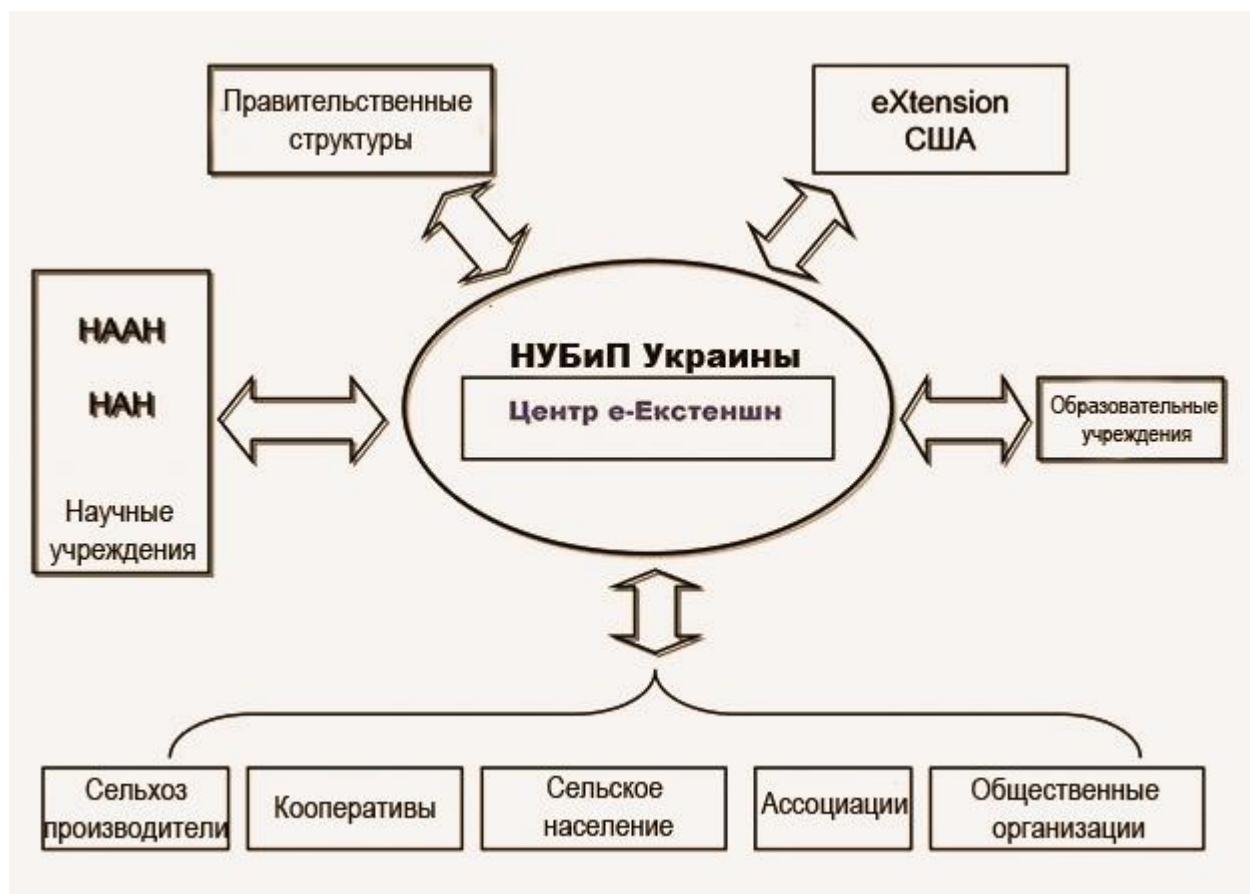 Правительственные
структуры
eXtension
США
НААН
НАН
Научные
учреждения
НУБиП Украины
Центр е-Екстеншн
Образовательные
учреждения
Сельхоз
производители
Кооперативы
Сельское
население
Ассоциации
Общественные
организации